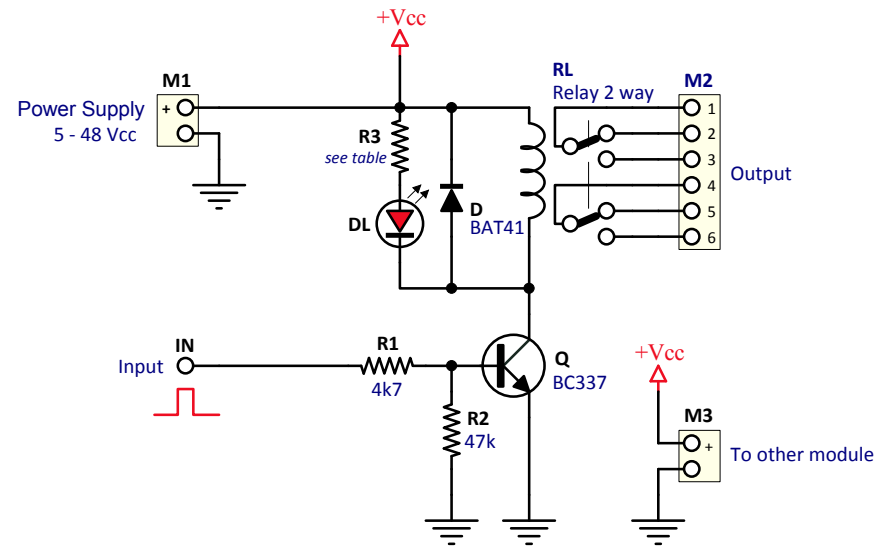 +Vcc
M1
+
Power Supply
5 - 48 Vcc
R3
see table
DL
D
BAT41
RL
Relay 2 way
M2
1
2
3
4
5
6
Output
IN
Input
R1
4k7
R2
47k
Q
BC337
+Vcc
M3
+
To other module